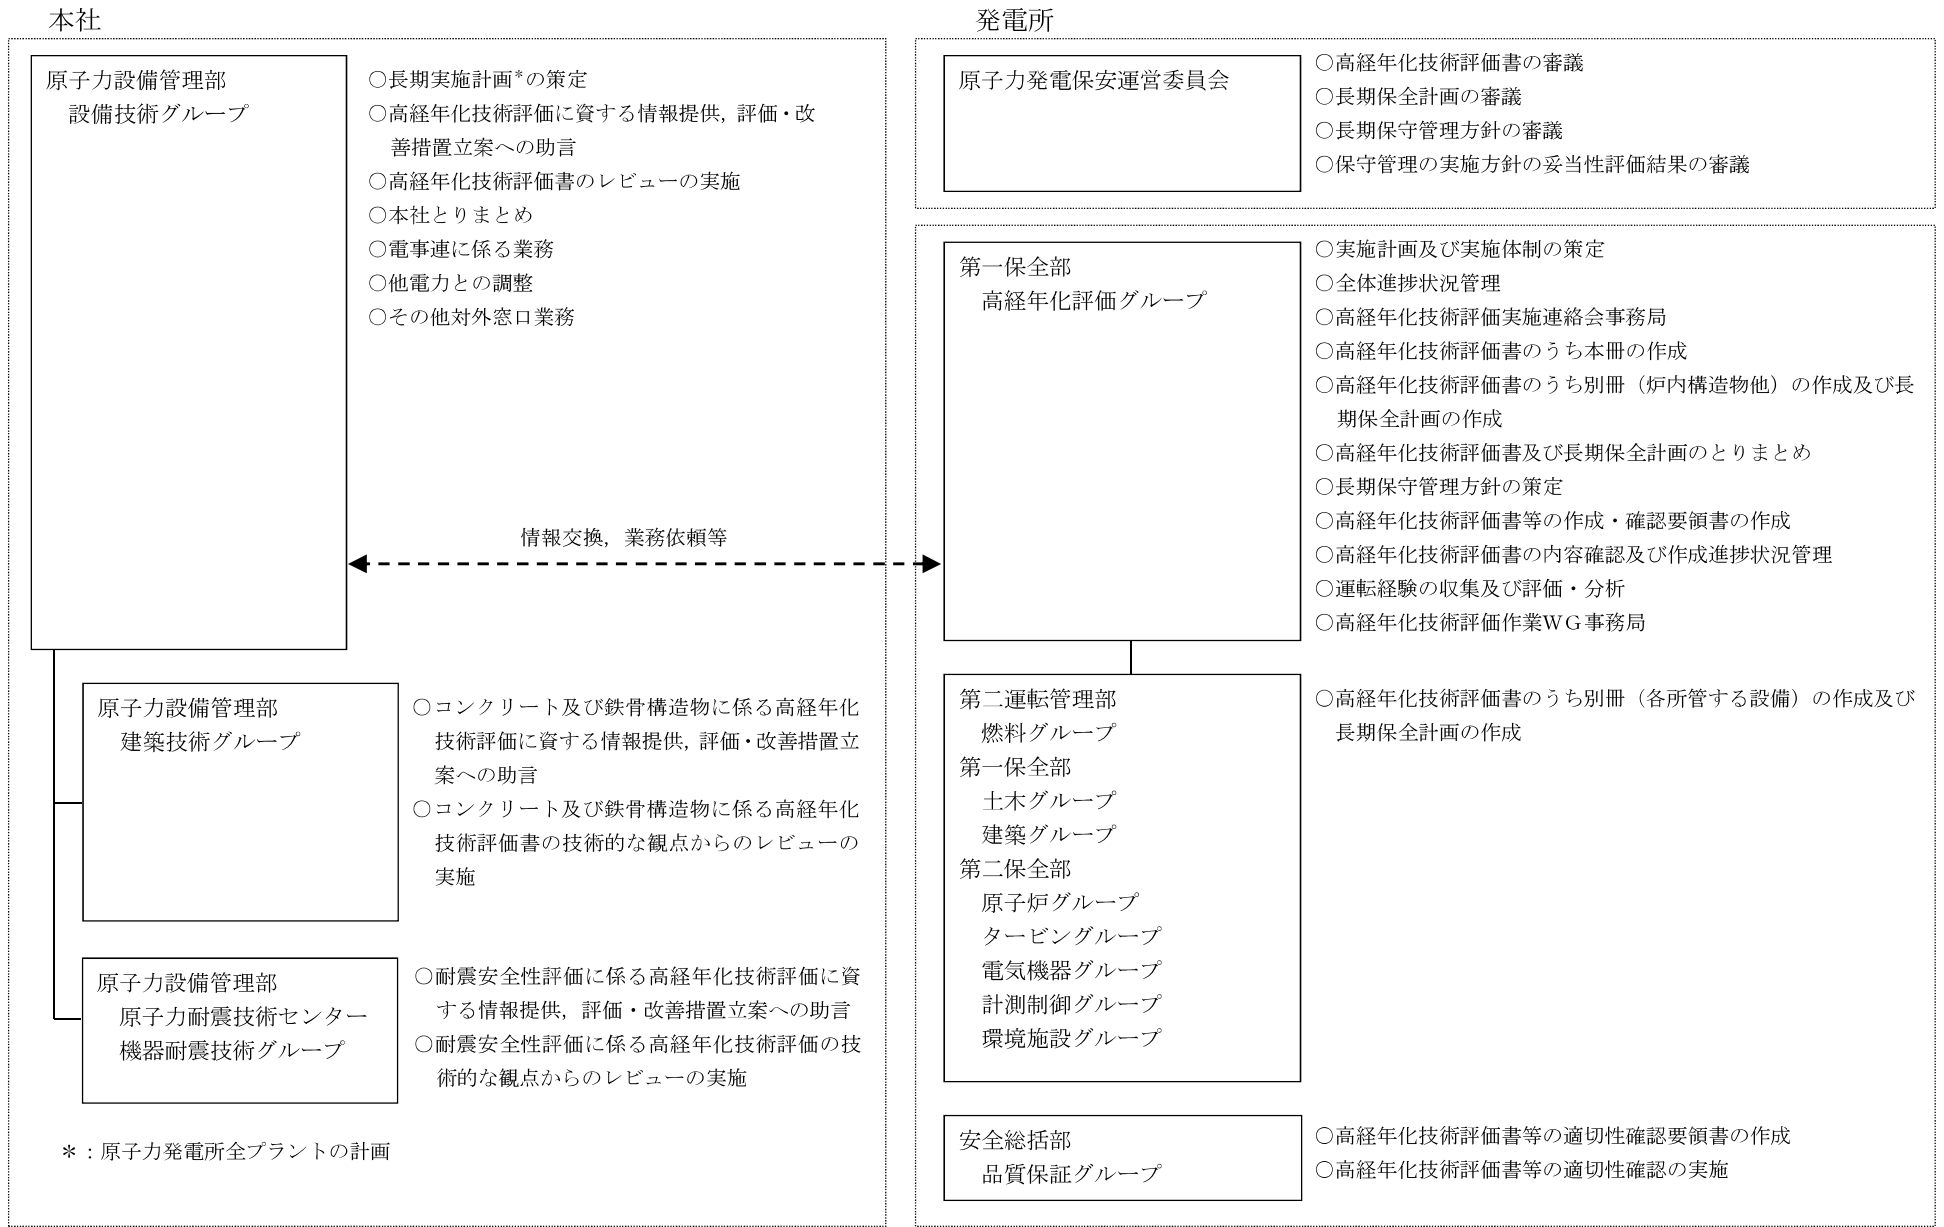 本社
原子力設備管理部
設備技術グループ
○長期実施計画*の策定
○高経年化技術評価に資する情報提供，評価・改
善措置立案への助言
○高経年化技術評価書のレビューの実施
○本社とりまとめ
○電事連に係る業務
○他電力との調整
○その他対外窓口業務
情報交換，業務依頼等
原子力設備管理部
建築技術グループ
○コンクリート及び鉄骨構造物に係る高経年化
技術評価に資する情報提供，評価・改善措置立
案への助言
○コンクリート及び鉄骨構造物に係る高経年化
技術評価書の技術的な観点からのレビューの
実施
原子力設備管理部
原子力耐震技術センター
機器耐震技術グループ
○耐震安全性評価に係る高経年化技術評価に資
する情報提供，評価・改善措置立案への助言
○耐震安全性評価に係る高経年化技術評価の技
術的な観点からのレビューの実施
＊：原子力発電所全プラントの計画
発電所
原子力発電保安運営委員会
○高経年化技術評価書の審議
○長期保全計画の審議
○長期保守管理方針の審議
○保守管理の実施方針の妥当性評価結果の審議
第一保全部
高経年化評価グループ
○実施計画及び実施体制の策定
○全体進捗状況管理
○高経年化技術評価実施連絡会事務局
○高経年化技術評価書のうち本冊の作成
○高経年化技術評価書のうち別冊（炉内構造物他）の作成及び長
期保全計画の作成
○高経年化技術評価書及び長期保全計画のとりまとめ
○長期保守管理方針の策定
○高経年化技術評価書等の作成・確認要領書の作成
○高経年化技術評価書の内容確認及び作成進捗状況管理
○運転経験の収集及び評価・分析
○高経年化技術評価作業WG事務局
第二運転管理部
燃料グループ
第一保全部
土木グループ
建築グループ
第二保全部
原子炉グループ
タービングループ
電気機器グループ
計測制御グループ
環境施設グループ
○高経年化技術評価書のうち別冊（各所管する設備）の作成及び
長期保全計画の作成
安全総括部
品質保証グループ
○高経年化技術評価書等の適切性確認要領書の作成
○高経年化技術評価書等の適切性確認の実施